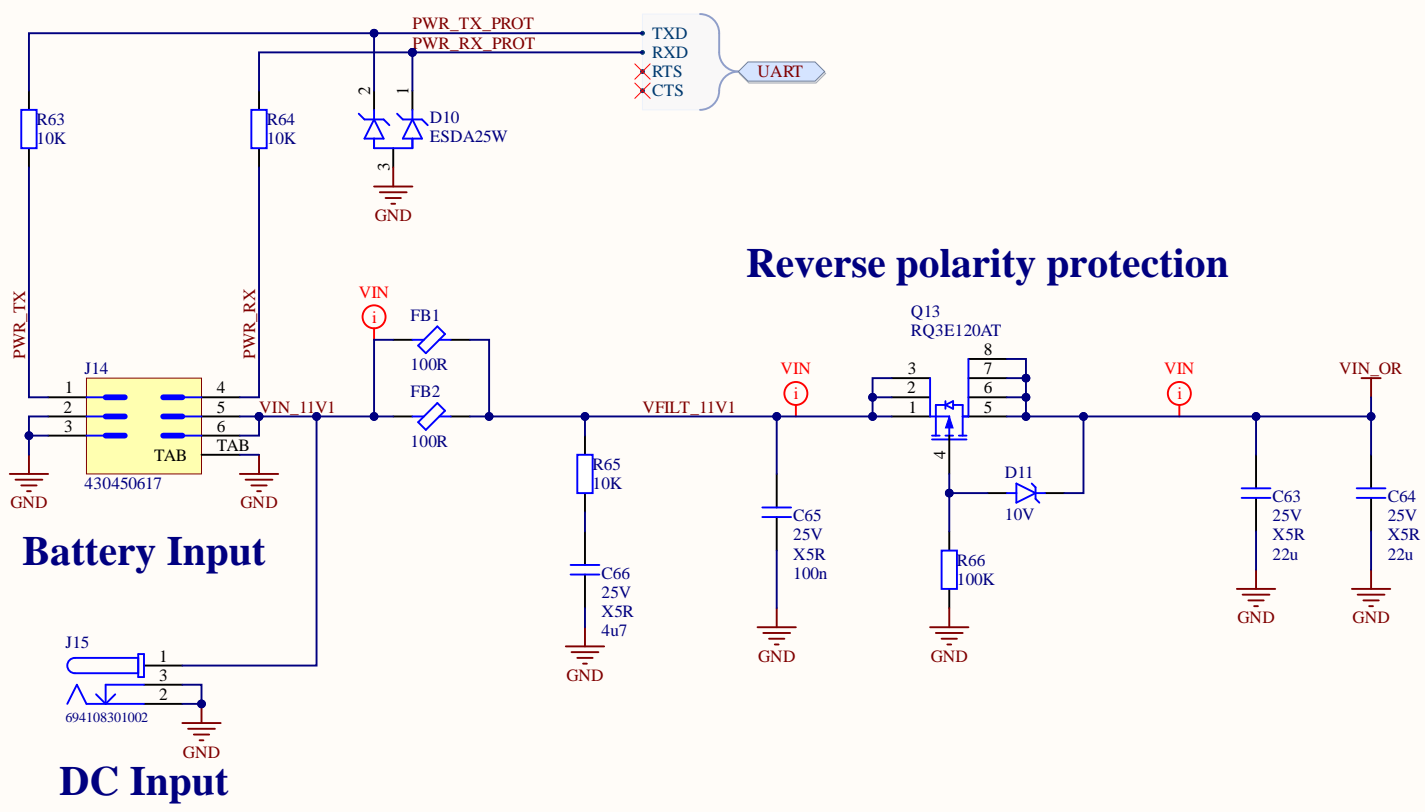 PWR_TX_PROT
TXD
PWR_RX_PROT
RXD
RTS
UART
CTS
2
1
R63
10K
R64
10K
D10
ESDA25W
3
GND
Reverse polarity protection
PWR_TX
PWR_RX
VIN
i
FB1
100R
FB2
100R
Q13
RQ3E120AT
8
7
6
5
3
2
1
4
VIN
i
VIN
i
VIN_OR
J14
1
2
3
4
5
6
TAB
TAB
430450617
VIN_11V1
VFILT_11V1
GND
GND
R65
10K
D11
10V
C65
25V
X5R
100n
C63
25V
X5R
22u
C64
25V
X5R
22u
Battery Input
C66
25V
X5R
4u7
R66
100K
GND
GND
GND
GND
GND
J15
1
3
2
694108301002
GND
DC Input